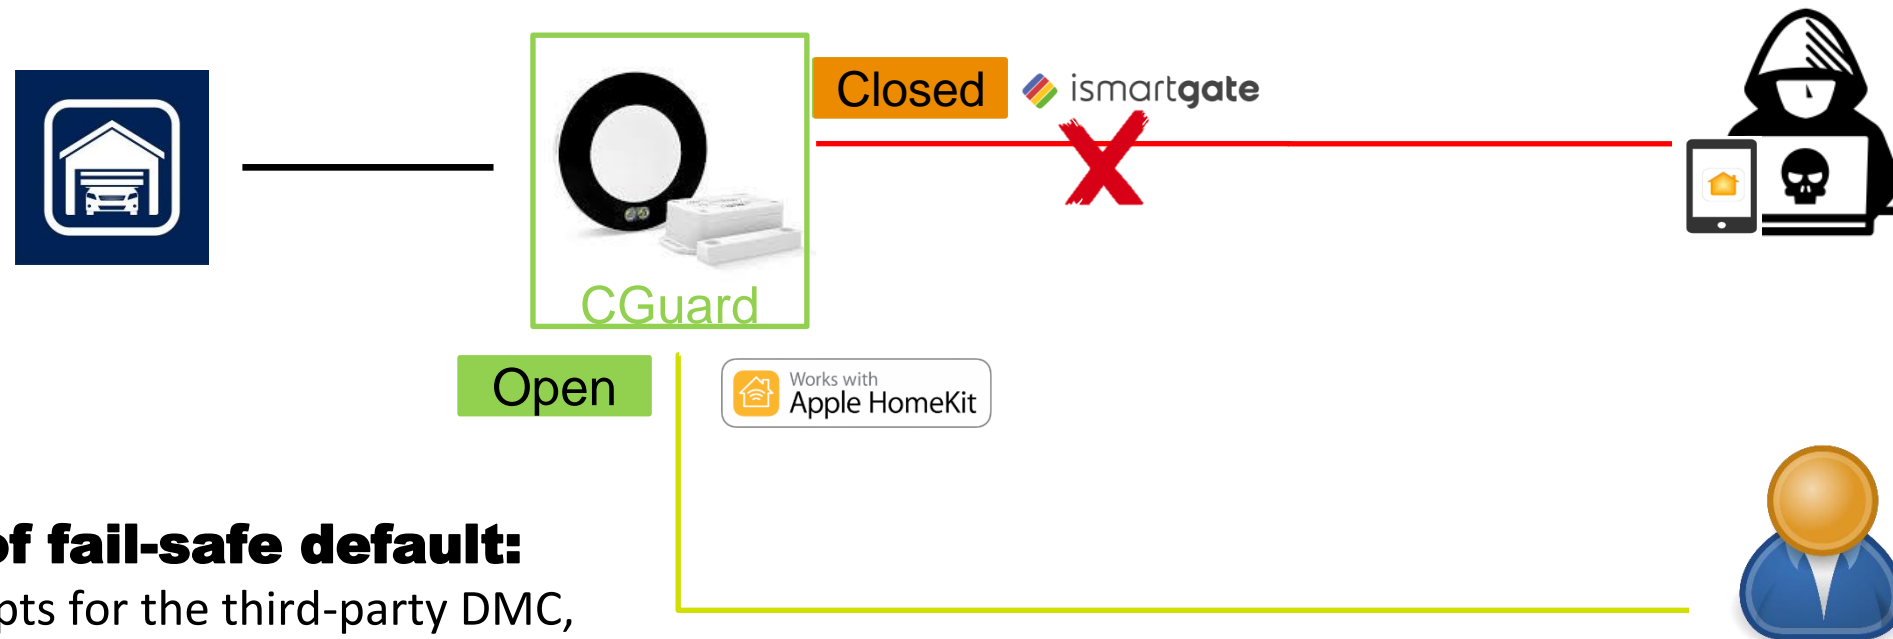 Closed
ismartgate
CGuard
Open
Works with
Apple HomeKit
of fail-safe default:
pts for the third-party DMC,